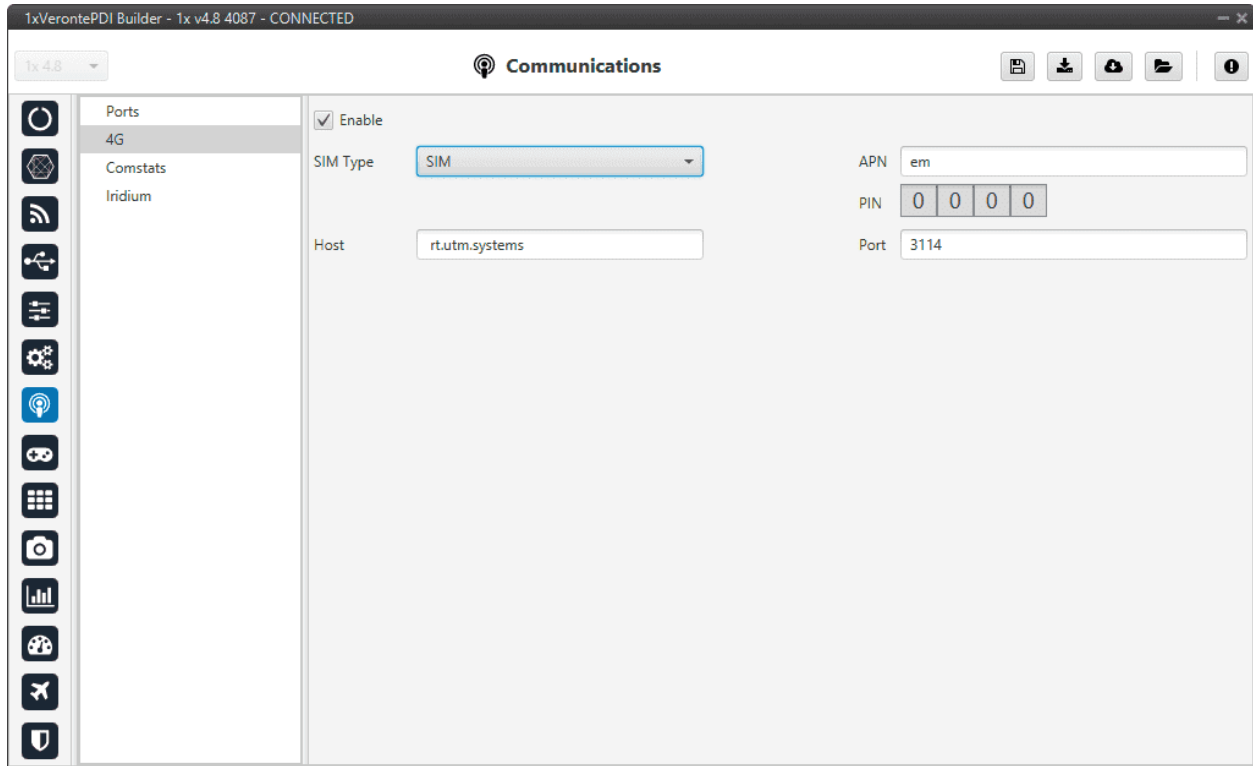 1xVerontePDI Builder - 1x v4.8 4087 - CONNECTED
1x 4.8
Communications
Ports
4G
Comstats
Iridium
Enable
SIM Type SIM APN em
PIN 0 0 0 0
Host rt.utm.systems Port 3114